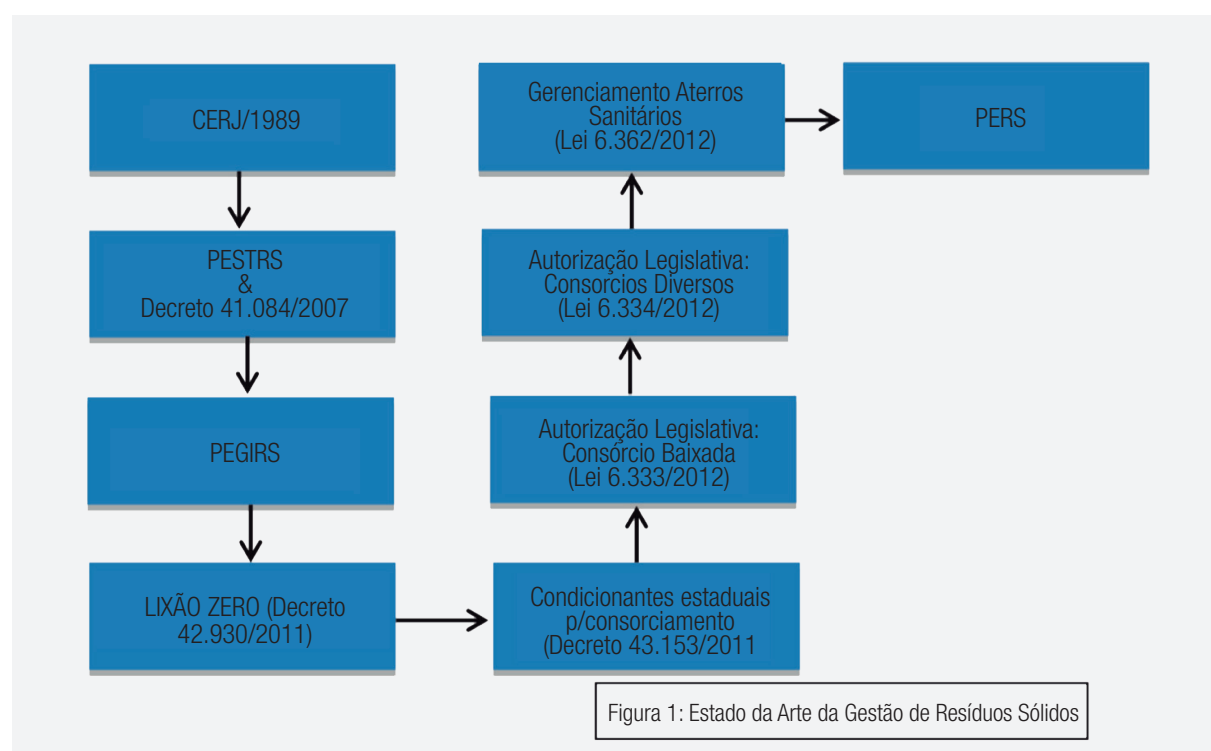 CERJ/1989
PESTRS
&
Decreto 41.084/2007
PEGIRS
LIXÃO ZERO (Decreto
42.930/2011)
Condicionantes estaduais
p/consorciamento
(Decreto 43.153/2011
Autorização Legislativa:
Consórcio Baixada
(Lei 6.333/2012)
Autorização Legislativa:
Consorcios Diversos
(Lei 6.334/2012)
Gerenciamento Aterros
Sanitários
(Lei 6.362/2012)
PERS
Figura 1: Estado da Arte da Gestão de Resíduos Sólidos